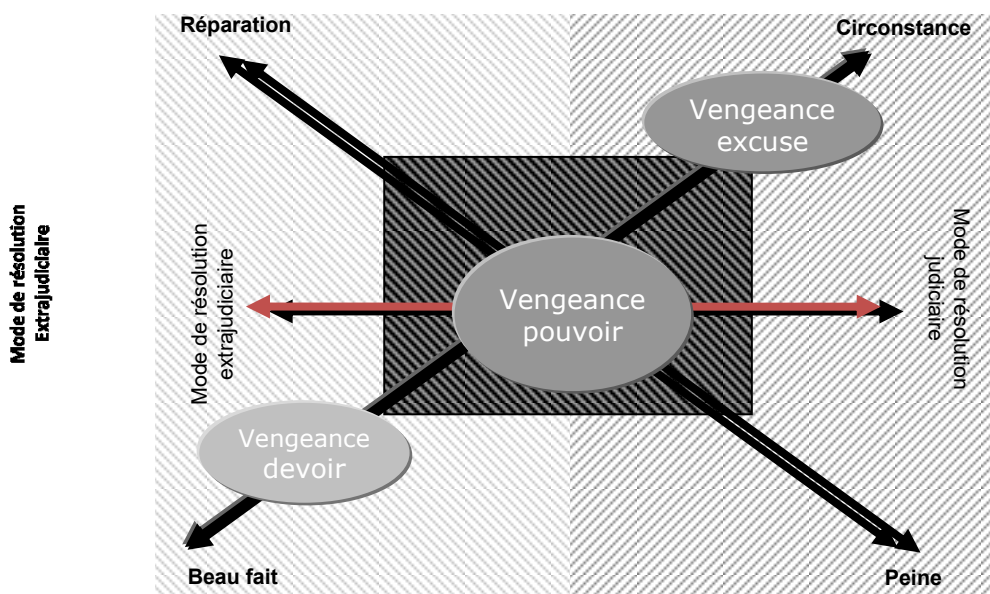 Réparation
Circonstance
Vengeance
excuse
Mode de résolution
Extrajudiciaire
Mode de résolution
extrajudiciaire
Vengeance
pouvoir
Mode de résolution
judiciaire
Vengeance
devoir
Beau fait
Peine